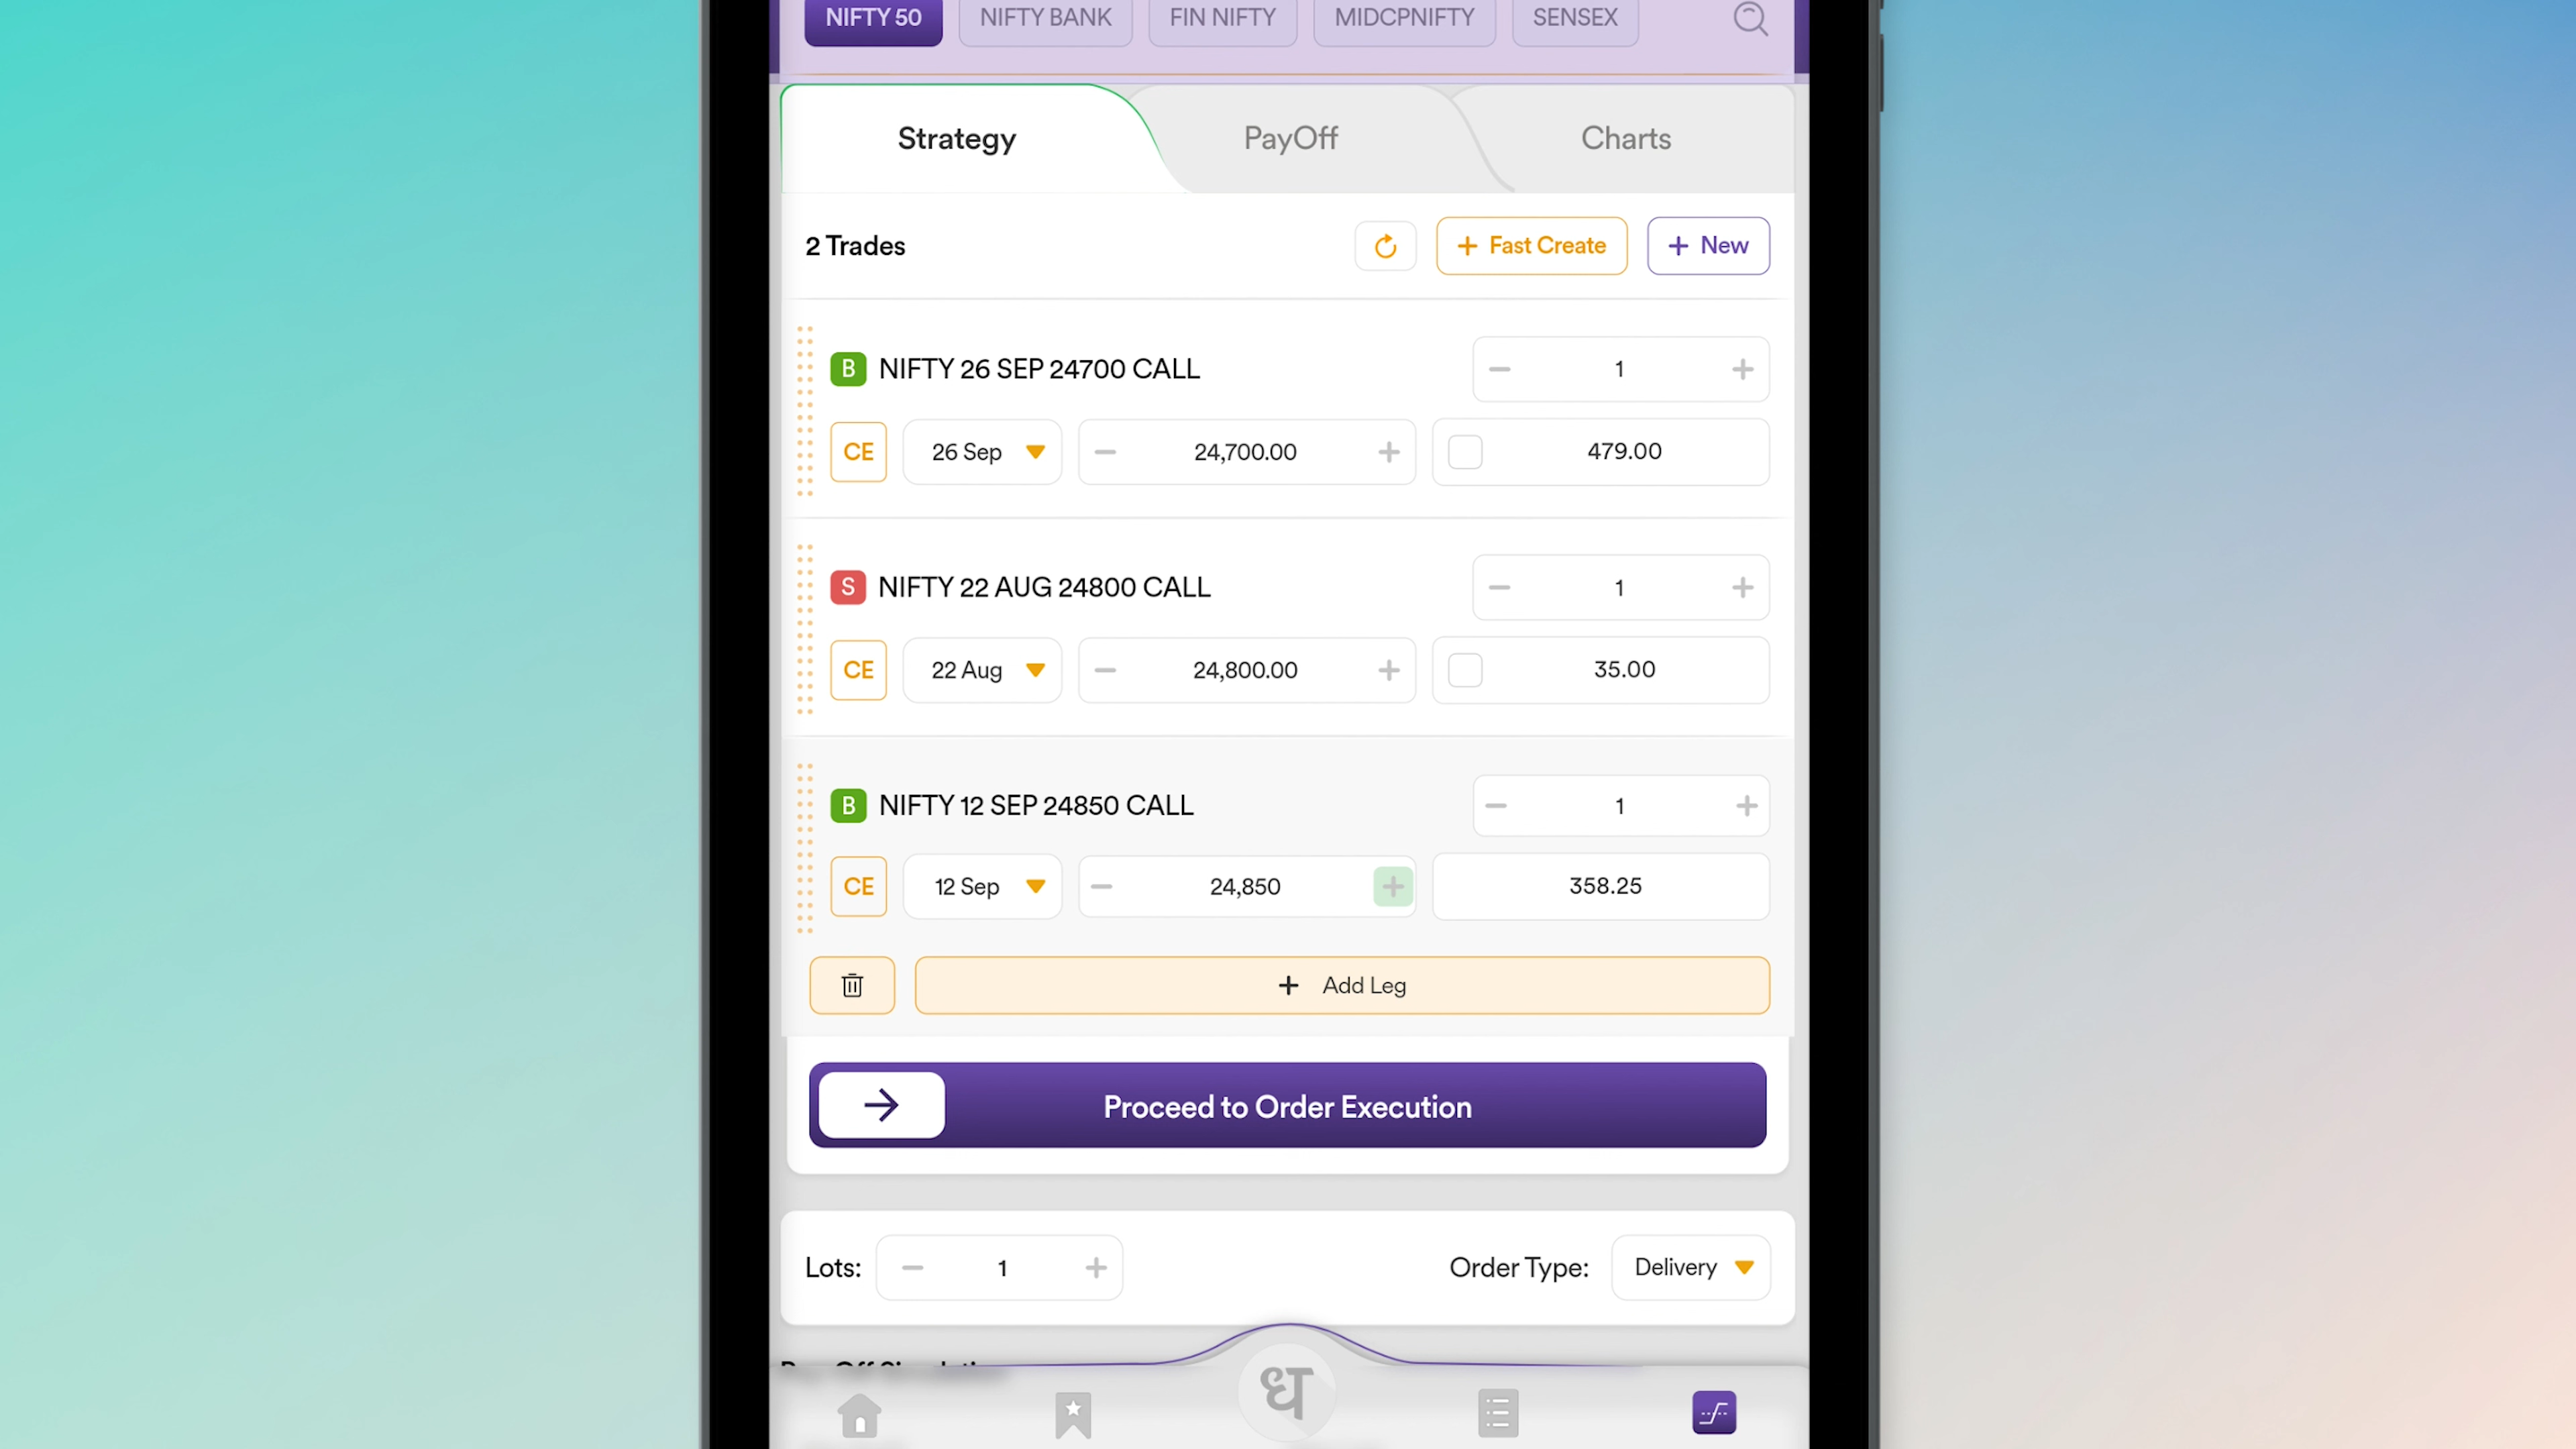 NIFTY 50 NIFTY BANK FIN NIFTY MIDCPNIFTY SENSEX
Strategy PayOff Charts
2 Trades + Fast Create + New
B NIFTY 26 SEP 24700 CALL − 1 +
CE 26 Sep − 24,700.00 + 479.00
S NIFTY 22 AUG 24800 CALL − 1 +
CE 22 Aug − 24,800.00 + 35.00
B NIFTY 12 SEP 24850 CALL − 1 +
CE 12 Sep − 24,850 + 358.25
+ Add Leg
Proceed to Order Execution
Lots: − 1 + Order Type: Delivery
ध